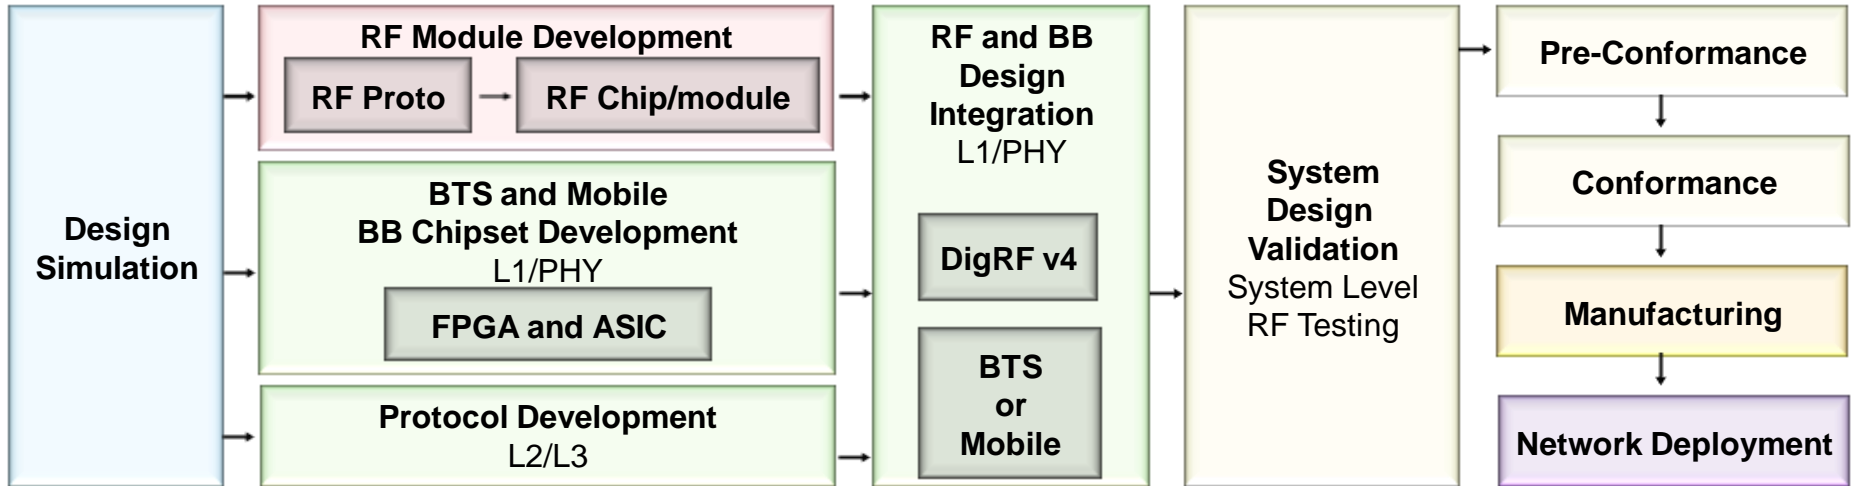 Design
Simulation
RF Module Development
RF Proto
RF Chip/module
BTS and Mobile
BB Chipset Development
L1/PHY
FPGA and ASIC
Protocol Development
L2/L3
RF and BB
Design
Integration
L1/PHY
DigRF v4
BTS
or
Mobile
System
Design
Validation
System Level
RF Testing
Pre-Conformance
Conformance
Manufacturing
Network Deployment